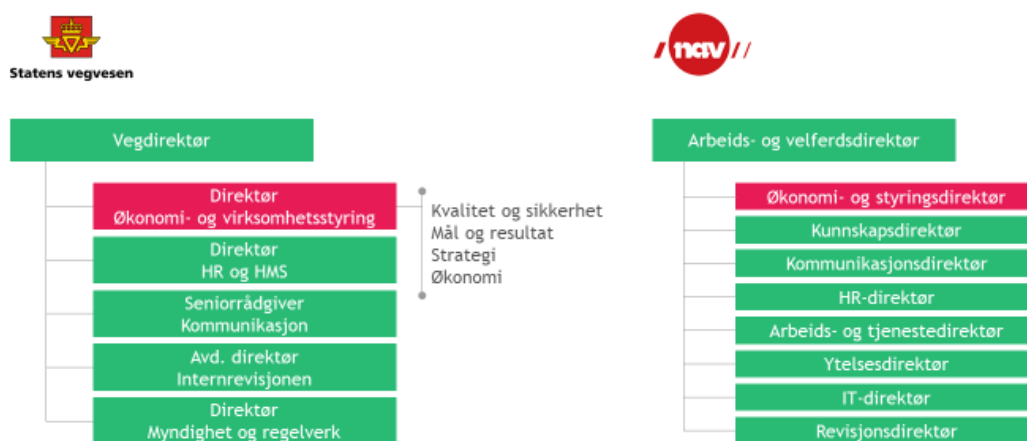 Statens vegvesen
Vegdirektør
Direktør
Økonomi- og virksomhetsstyring
Direktør
HR og HMS
Seniorrådgiver
Kommunikasjon
Avd. direktør
Internrevisjonen
Direktør
Myndighet og regelverk
Kvalitet og sikkerhet
Mål og resultat
Strategi
Økonomi
nav
Arbeids- og velferdsdirektør
Økonomi- og styringsdirektør
Kunnskapsdirektør
Kommunikasjonsdirektør
HR-direktør
Arbeids- og tjenestedirektør
Ytelsesdirektør
IT-direktør
Revisjonsdirektør